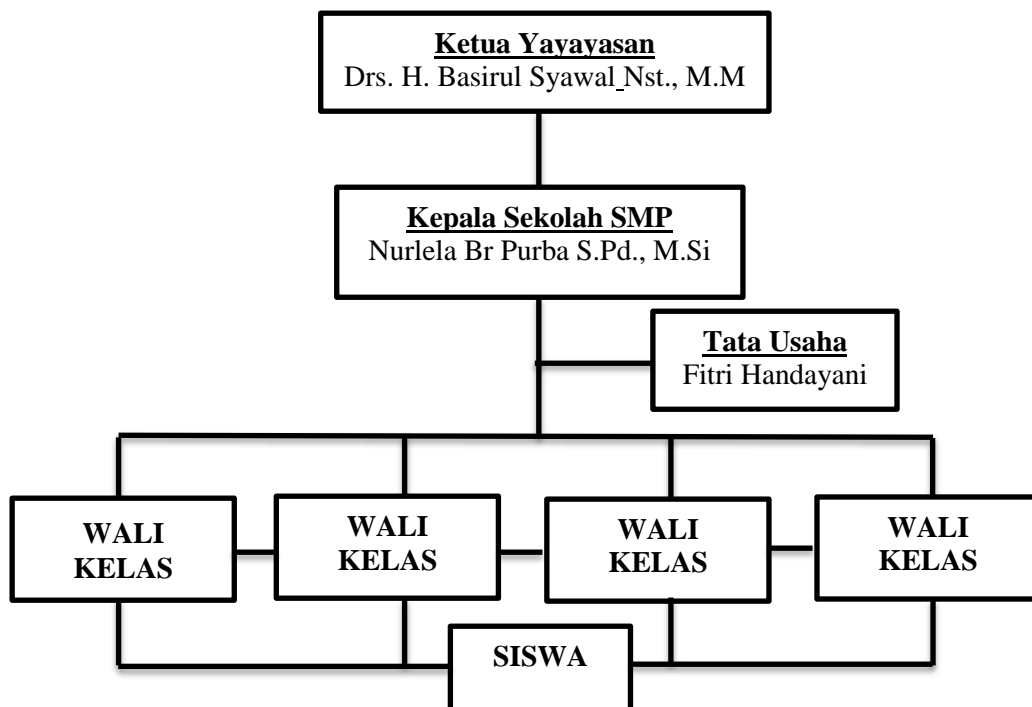 Ketua Yayayasan
Drs. H. Basirul Syawal Nst., M.M
Kepala Sekolah SMP
Nurlela Br Purba S.Pd., M.Si
Tata Usaha
Fitri Handayani
WALI
KELAS
WALI
KELAS
WALI
KELAS
WALI
KELAS
SISWA